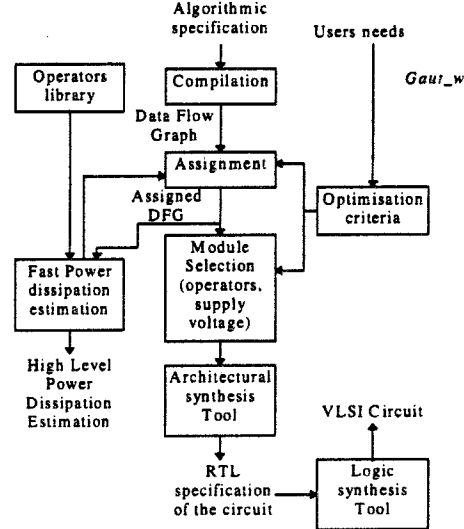 Algorithmic
specification
Users needs
Operators
library
Compilation
Gaut_w
Data Flow
Graph
Assignment
Assigned
DFG
Optimisation
criteria
Fast Power
dissipation
estimation
Module
Selection
(operators,
supply
voltage)
High Level
Power
Dissipation
Estimation
Architectural
synthesis
Tool
VLSI Circuit
RTL
specification
of the circuit
Logic
synthesis
Tool